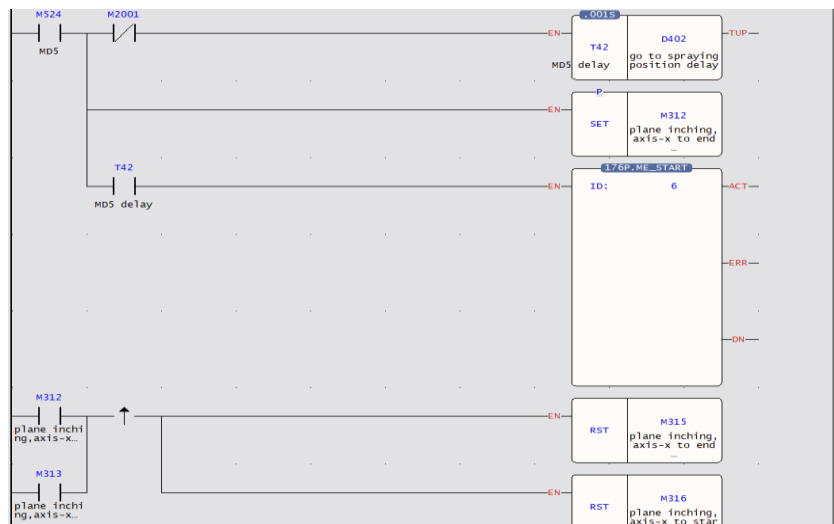 M524
M2001
MD5
.001S
EN
T42
D402
TUP
MD5 delay
go to spraying
position delay
P
EN
SET
M312
plane inching,
axis-x to end
…
T42
MD5 delay
176P.ME_START
EN
ID:
6
ACT
ERR
DN
M312
plane inchi
ng,axis-x…
EN
RST
M315
plane inching,
axis-x to end
…
M313
plane inchi
ng,axis-x…
EN
RST
M316
plane inching,
axis-x to star